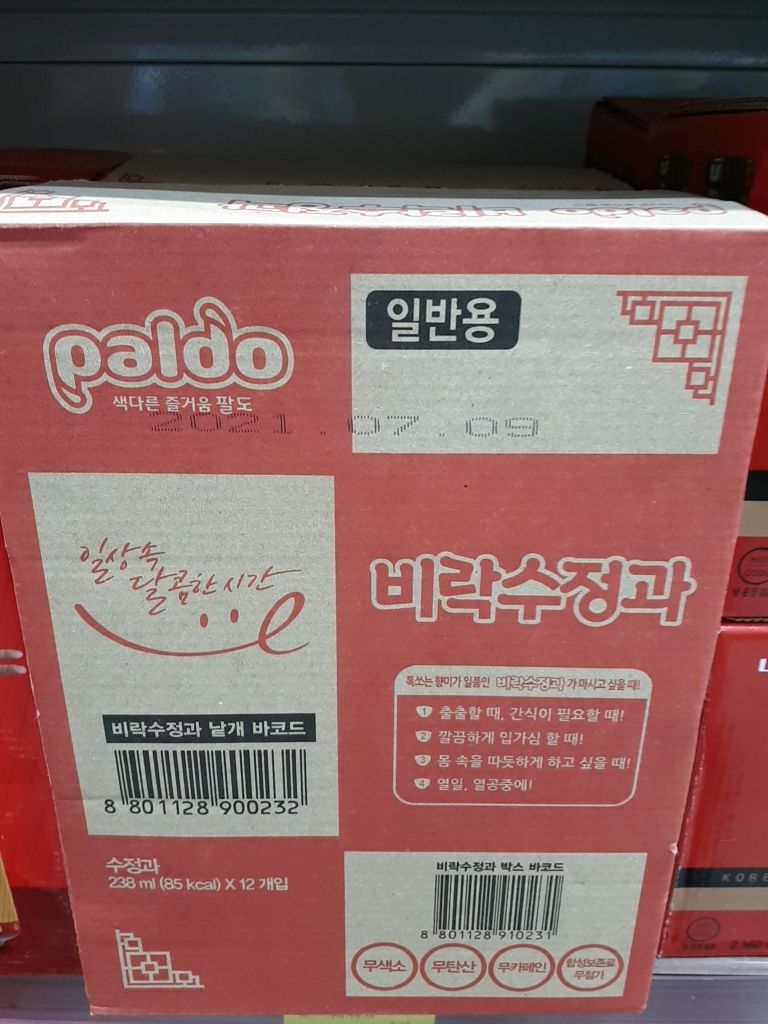 paldo
색다른 즐거움 팔도
일반용
2021.07.09
일상속
달콤한 시간
비락수정과
톡쏘는 향미가 일품인 비락수정과가 마시고 싶을 때!
1 출출할 때, 간식이 필요할 때!
2 깔끔하게 입가심 할 때!
3 몸 속을 따듯하게 하고 싶을 때!
4 열일, 열공중에!
비락수정과 낱개 바코드
8 801128 900232
수정과
238 ml (85 kcal) X 12 개입
비락수정과 박스 바코드
8 801128 910231
무색소
무탄산
무카페인
합성보존료
무첨가
KORE
2,160